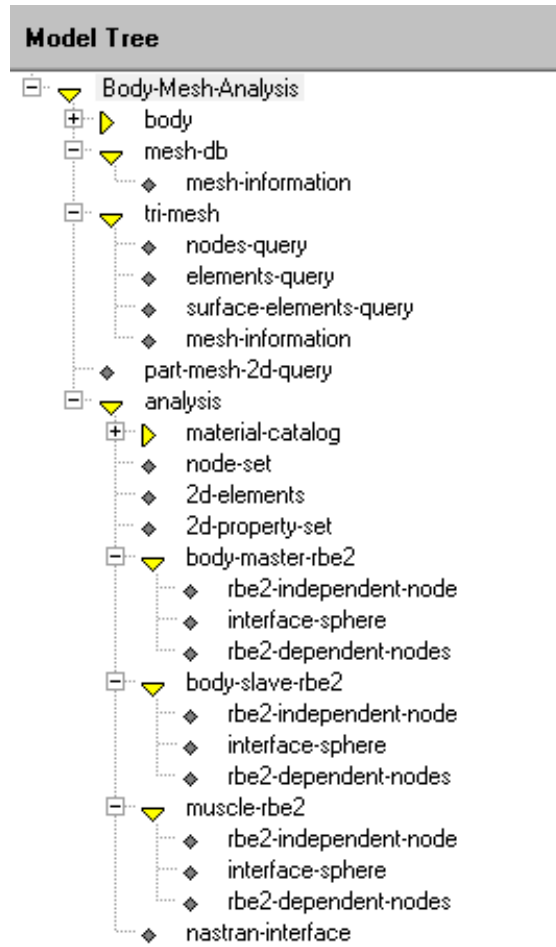 Model Tree
Body-Mesh-Analysis
body
mesh-db
mesh-information
tri-mesh
nodes-query
elements-query
surface-elements-query
mesh-information
part-mesh-2d-query
analysis
material-catalog
node-set
2d-elements
2d-property-set
body-master-rbe2
rbe2-independent-node
interface-sphere
rbe2-dependent-nodes
body-slave-rbe2
rbe2-independent-node
interface-sphere
rbe2-dependent-nodes
muscle-rbe2
rbe2-independent-node
interface-sphere
rbe2-dependent-nodes
nastran-interface